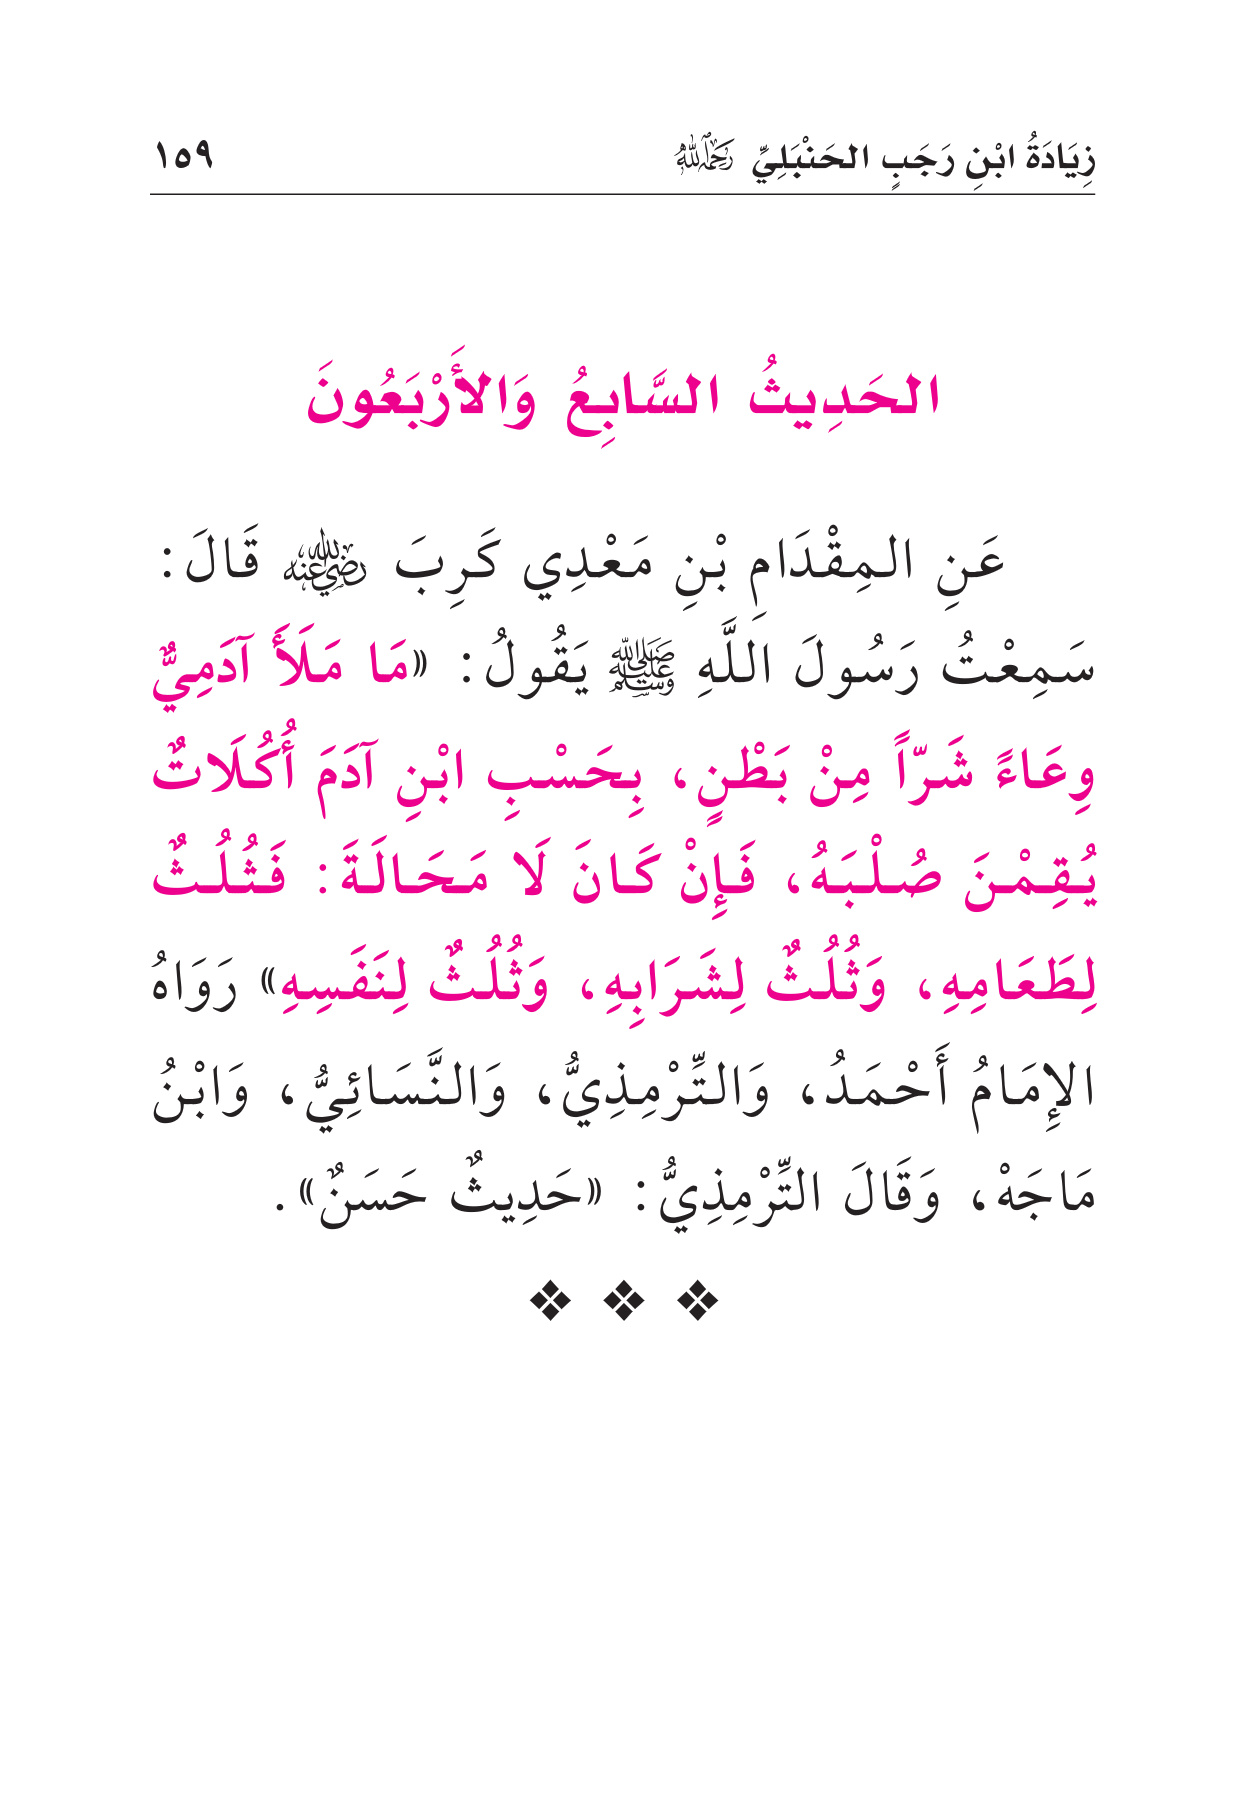 زِيَادَةُ ابْنِ رَجَبٍ الحَنْبَلِيِّ رَحِمَهُ اللهُ ١٥٩
الحَدِيثُ السَّابِعُ وَالأَرْبَعُونَ
عَنِ المِقْدَامِ بْنِ مَعْدِي كَرِبَ رَضِيَ اللهُ عَنْهُ قَالَ:
سَمِعْتُ رَسُولَ اللَّهِ ﷺ يَقُولُ: «مَا مَلَأَ آدَمِيٌّ
وِعَاءً شَرّاً مِنْ بَطْنٍ، بِحَسْبِ ابْنِ آدَمَ أُكُلَاتٌ
يُقِمْنَ صُلْبَهُ، فَإِنْ كَانَ لَا مَحَالَةَ: فَثُلُثٌ
لِطَعَامِهِ، وَثُلُثٌ لِشَرَابِهِ، وَثُلُثٌ لِنَفَسِهِ» رَوَاهُ
الإِمَامُ أَحْمَدُ، وَالتِّرْمِذِيُّ، وَالنَّسَائِيُّ، وَابْنُ
مَاجَهْ، وَقَالَ التِّرْمِذِيُّ: «حَدِيثٌ حَسَنٌ».